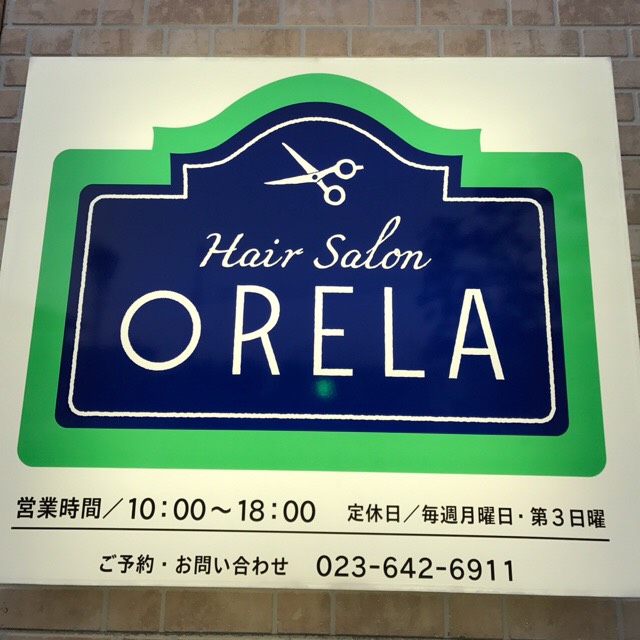 Hair Salon
ORELA
営業時間／10：00〜18：00 定休日／毎週月曜日・第3日曜
ご予約・お問い合わせ 023-642-6911